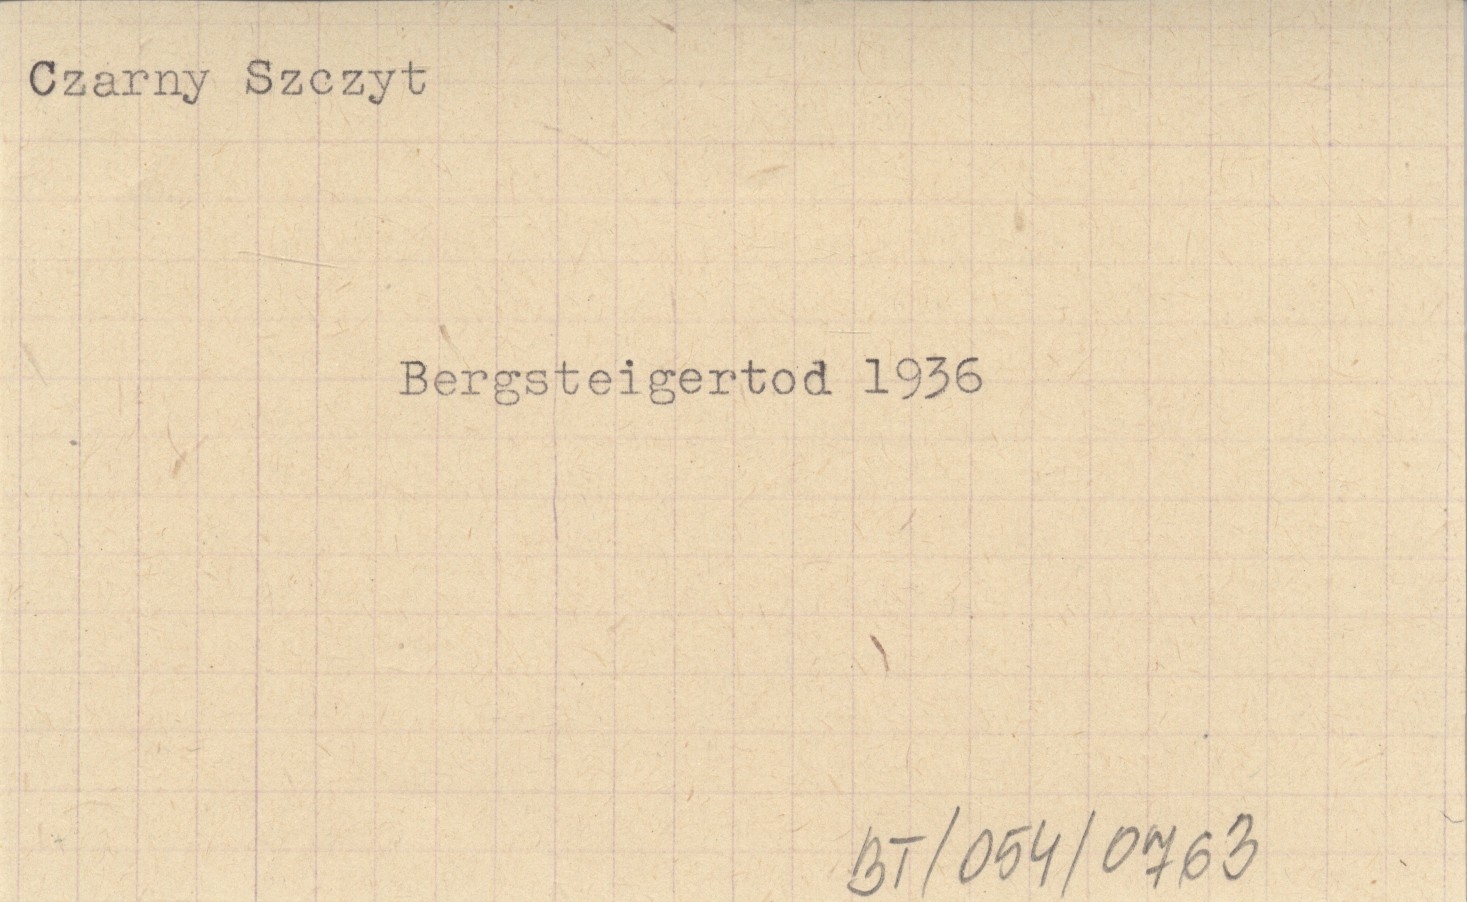 Czarny Szczyt
Bergsteigertod 1936
BT/054/0763